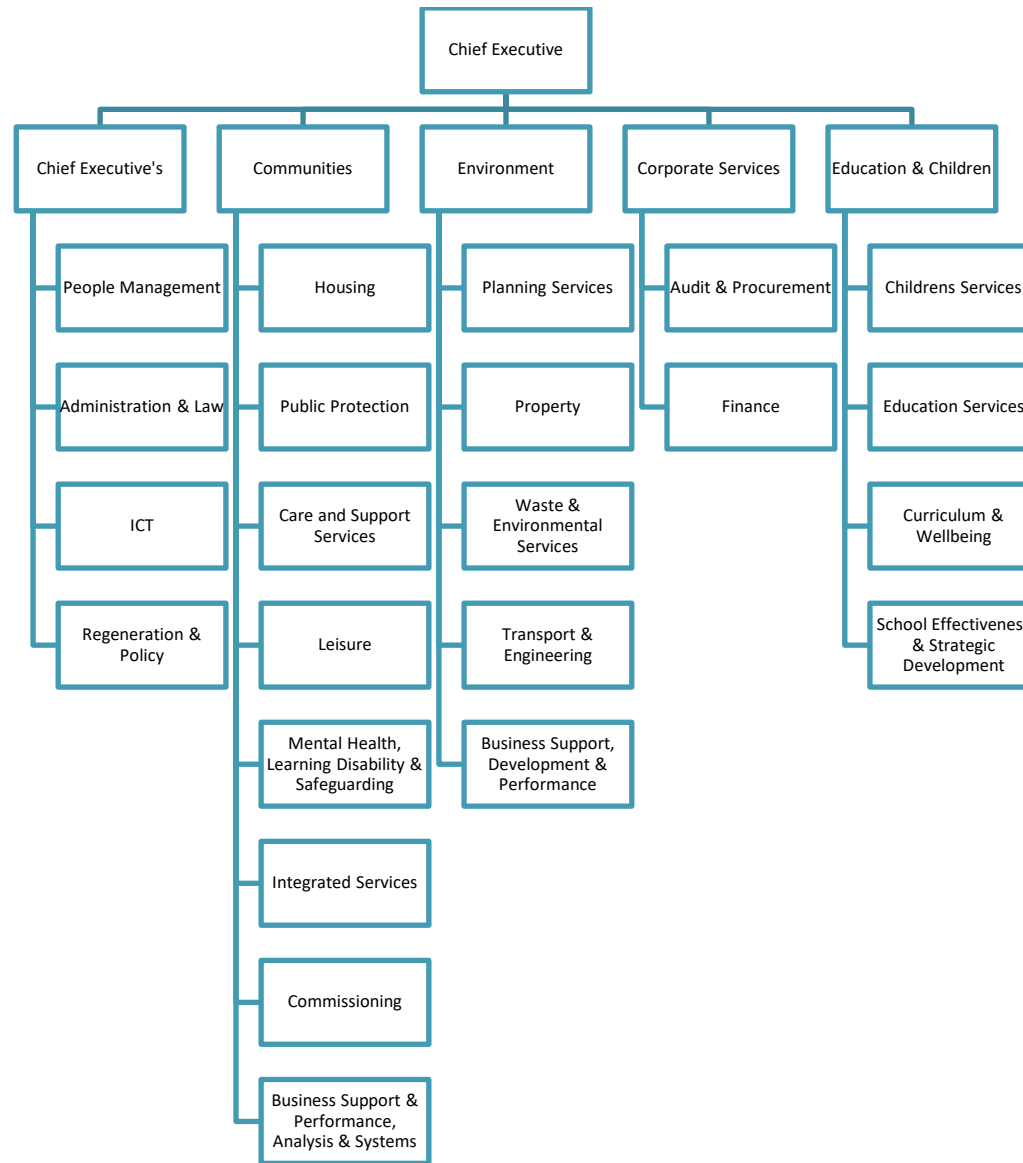 Chief Executive
Chief Executive's
Communities
Environment
Corporate Services
Education & Children
People Management
Housing
Planning Services
Audit & Procurement
Childrens Services
Administration & Law
Public Protection
Property
Finance
Education Services
ICT
Care and Support
Services
Waste &
Environmental
Services
Curriculum &
Wellbeing
Regeneration &
Policy
Leisure
Transport &
Engineering
School Effectivenes
& Strategic
Development
Mental Health,
Learning Disability &
Safeguarding
Business Support,
Development &
Performance
Integrated Services
Commissioning
Business Support &
Performance,
Analysis & Systems